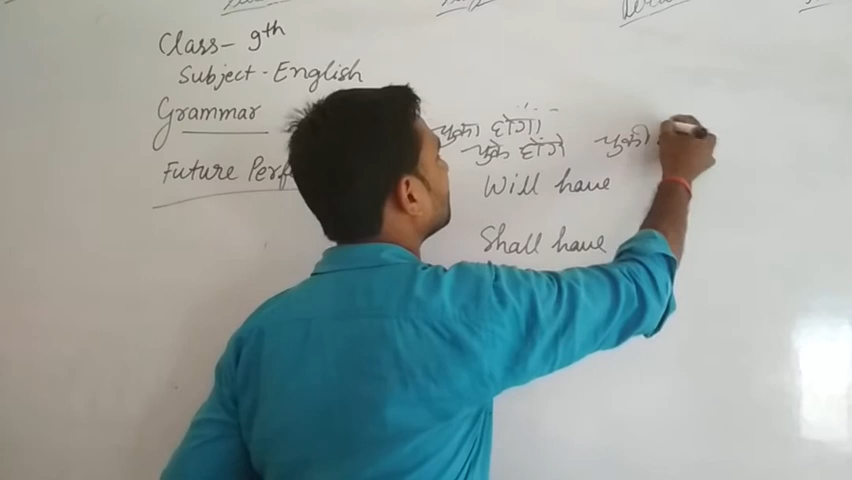 Class - 9th
Subject - English
Grammar
चुका होगा
चुके होंगे चुकी
Future Perf
Will have
Shall have